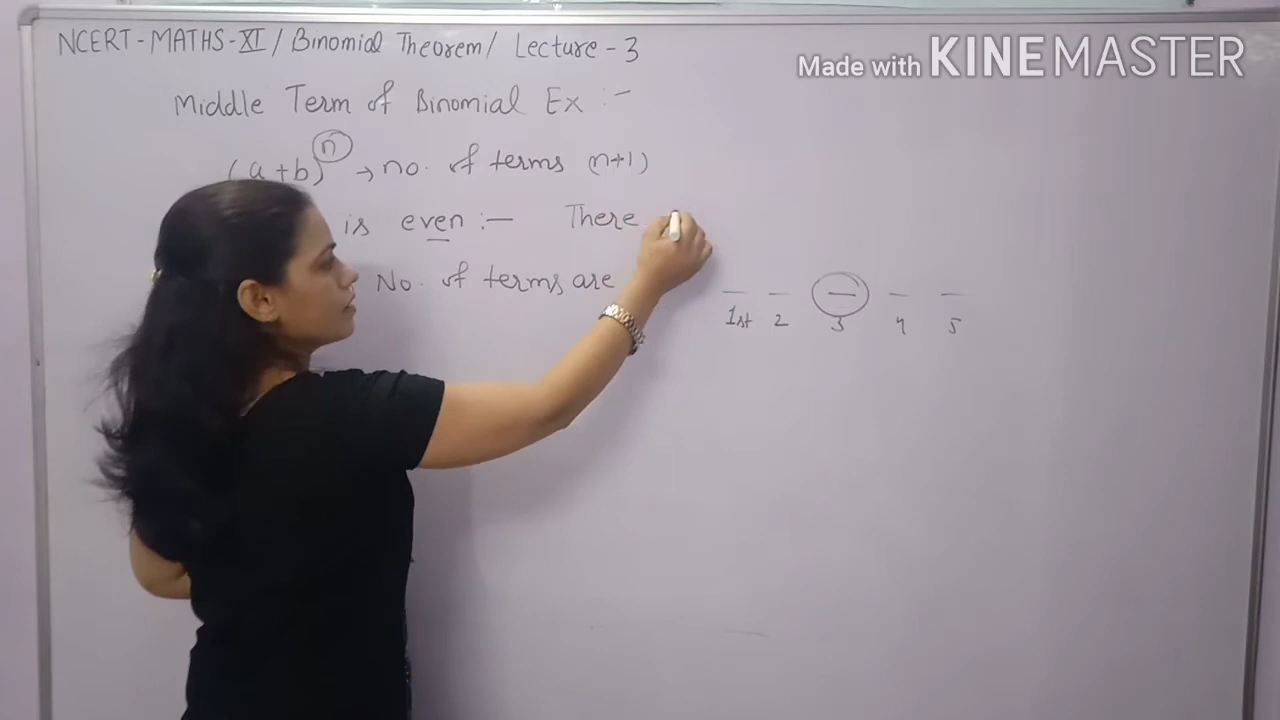 NCERT-MATHS-XI / Binomial Theorem / Lecture - 3
Made with KINEMASTER
Middle Term of Binomial Ex :-
(a+b)^n → no. of terms (n+1)
is even :- There
No. of terms are
1st 2 3 4 5